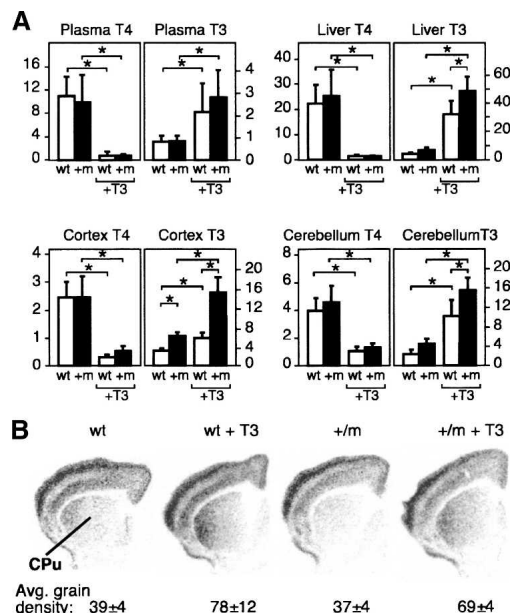 A
Plasma T4 Plasma T3 Liver T4 Liver T3
* * * * * * * * *
16 12 8 4 0
4 3 2 1 0
40 30 20 10 0
60 40 20 0
wt +m wt +m wt +m wt +m wt +m wt +m wt +m wt +m
+T3 +T3 +T3 +T3
Cortex T4 Cortex T3 Cerebellum T4 CerebellumT3
* * * * * * * * * *
4 3 2 1 0
20 16 12 8 4 0
8 6 4 2 0
20 16 12 8 4 0
wt +m wt +m wt +m wt +m wt +m wt +m wt +m wt +m
+T3 +T3 +T3 +T3
B
wt wt + T3 +/m +/m + T3
CPu
Avg. grain
density: 39±4 78±12 37±4 69±4